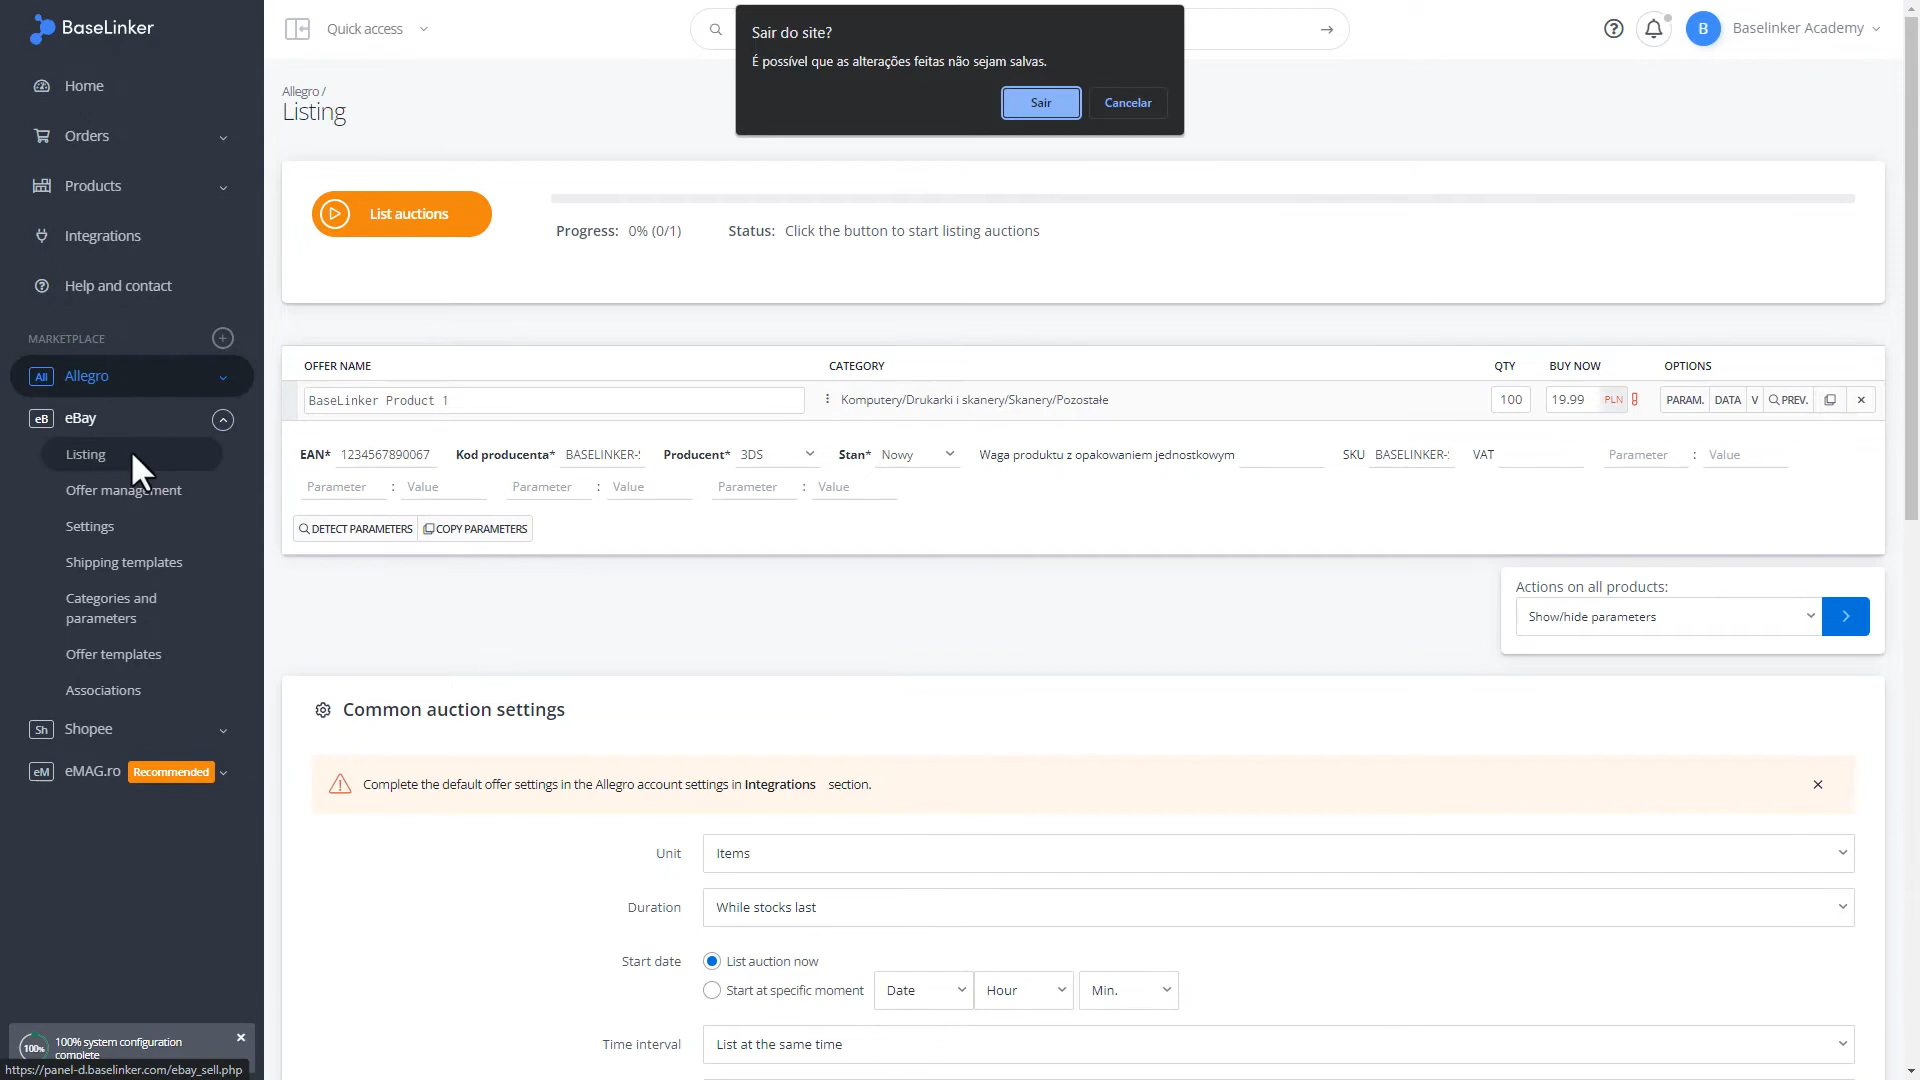 BaseLinker
Quick access
Baselinker Academy
B
Sair do site?
É possível que as alterações feitas não sejam salvas.
Sair
Cancelar
Home
Orders
Products
Integrations
Help and contact
MARKETPLACE
All
Allegro
eB
eBay
Listing
Offer management
Settings
Shipping templates
Categories and
parameters
Offer templates
Associations
Sh
Shopee
eM
eMAG.ro
Recommended
100%
100% system configuration
complete
https://panel-d.baselinker.com/ebay_sell.php
Allegro /
Listing
List auctions
Progress: 0% (0/1)
Status: Click the button to start listing auctions
OFFER NAME CATEGORY QTY BUY NOW OPTIONS
BaseLinker Product 1 Komputery/Drukarki i skanery/Skanery/Pozostałe 100 19.99 PLN PARAM. DATA V PREV.
EAN* 1234567890067 Kod producenta* BASELINKER- Producent* 3DS Stan* Nowy Waga produktu z opakowaniem jednostkowym SKU BASELINKER- VAT Parameter : Value
Parameter : Value Parameter : Value Parameter : Value
DETECT PARAMETERS COPY PARAMETERS
Actions on all products:
Show/hide parameters
Common auction settings
Complete the default offer settings in the Allegro account settings in Integrations section.
Unit Items
Duration While stocks last
Start date List auction now
Start at specific moment Date Hour Min.
Time interval List at the same time